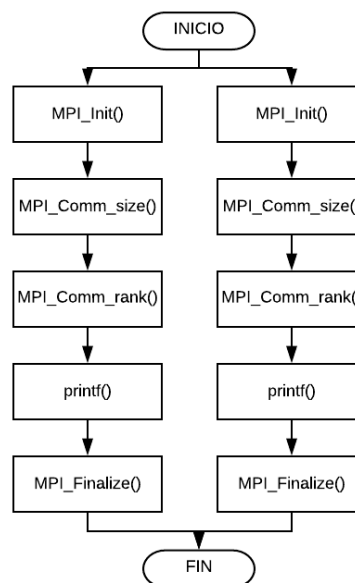 INICIO
MPI_Init()
MPI_Init()
MPI_Comm_size()
MPI_Comm_size(
MPI_Comm_rank()
MPI_Comm_rank(
printf()
printf()
MPI_Finalize()
MPI_Finalize()
FIN